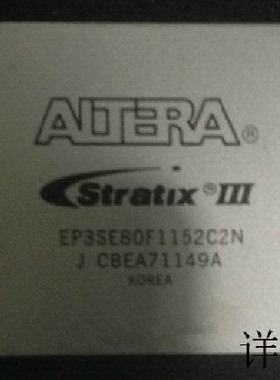 ALTERA®
Stratix® III
EP3SE80F1152C2N
J CBEA71149A
KOREA
详